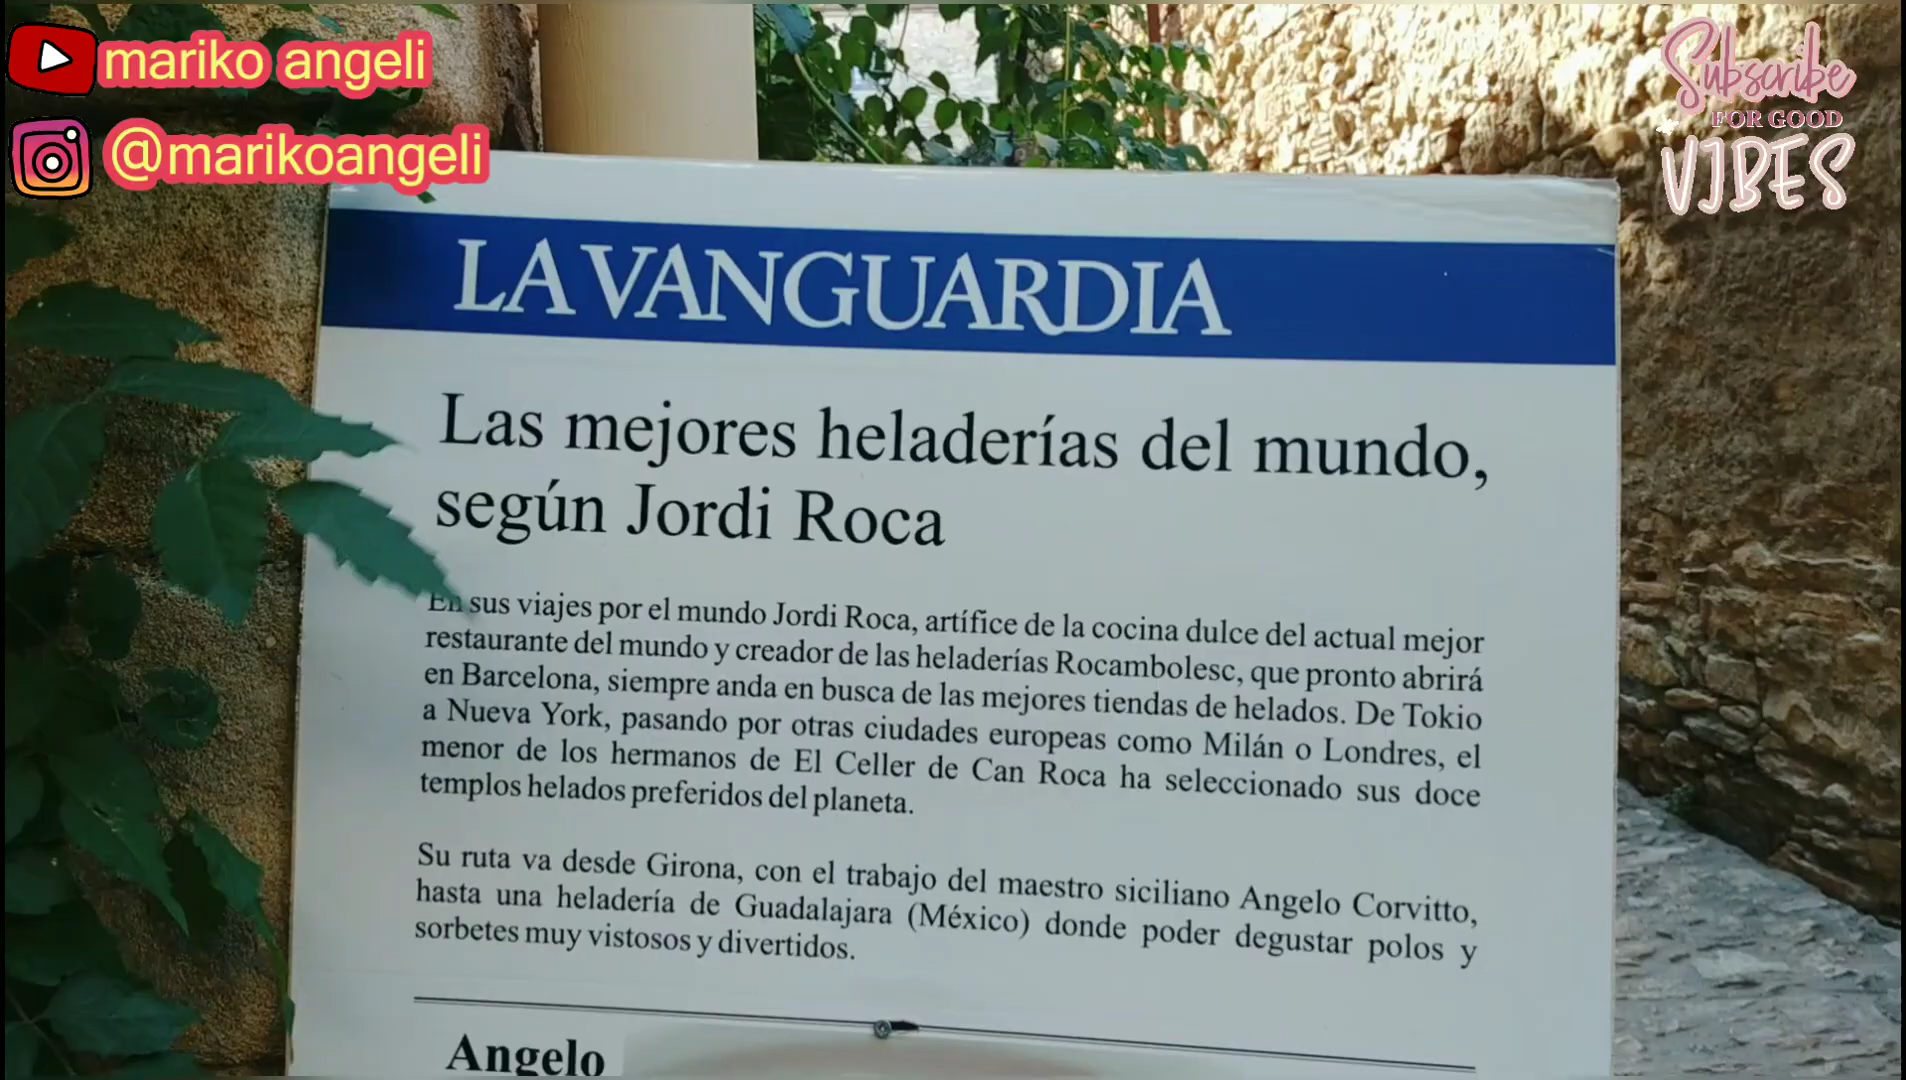 mariko angeli
@marikoangeli
Subscribe
FOR GOOD
VIBES
LA VANGUARDIA
Las mejores heladerías del mundo,
según Jordi Roca
En sus viajes por el mundo Jordi Roca, artífice de la cocina dulce del actual mejor
restaurante del mundo y creador de las heladerías Rocambolesc, que pronto abrirá
en Barcelona, siempre anda en busca de las mejores tiendas de helados. De Tokio
a Nueva York, pasando por otras ciudades europeas como Milán o Londres, el
menor de los hermanos de El Celler de Can Roca ha seleccionado sus doce
templos helados preferidos del planeta.
Su ruta va desde Girona, con el trabajo del maestro siciliano Angelo Corvitto,
hasta una heladería de Guadalajara (México) donde poder degustar polos y
sorbetes muy vistosos y divertidos.
Angelo